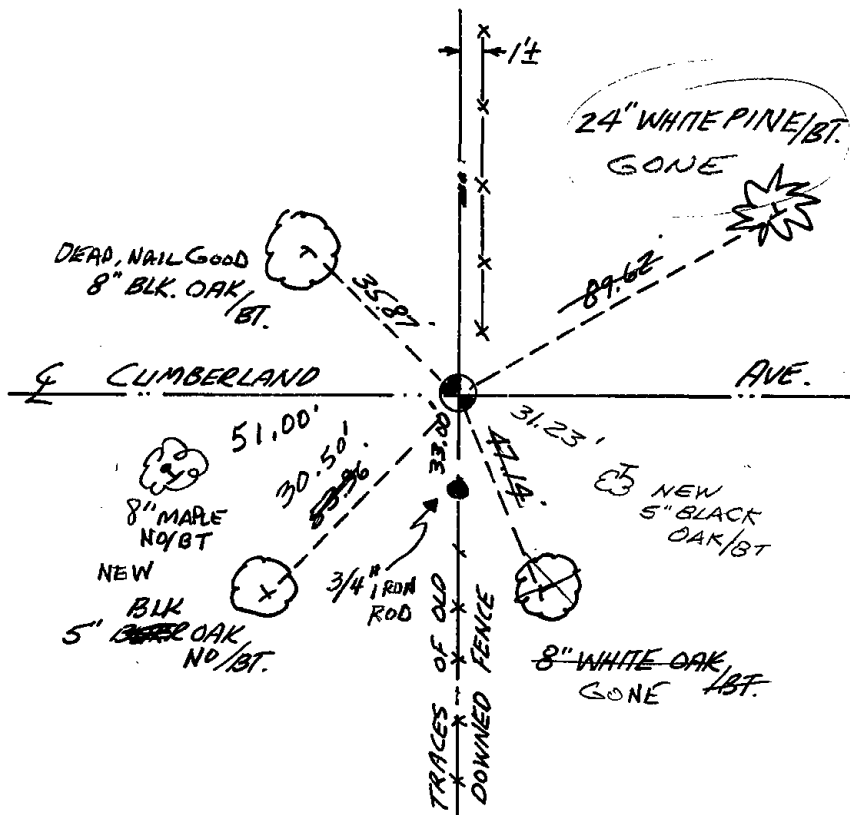 1'±
24" WHITE PINE/BT.
GONE
DEAD, NAIL GOOD
8" BLK. OAK/BT.
35.87'
89.62'
℄ CUMBERLAND AVE.
51.00'
30.50'
53.96
33.00'
47.14'
31.23'
8" MAPLE
NO/BT
NEW
BLK
5" OAK
NO/BT.
3/4" IRON
ROD
NEW
5" BLACK
OAK/BT
8" WHITE OAK
/BT.
GONE
TRACES OF OLD
DOWNED FENCE